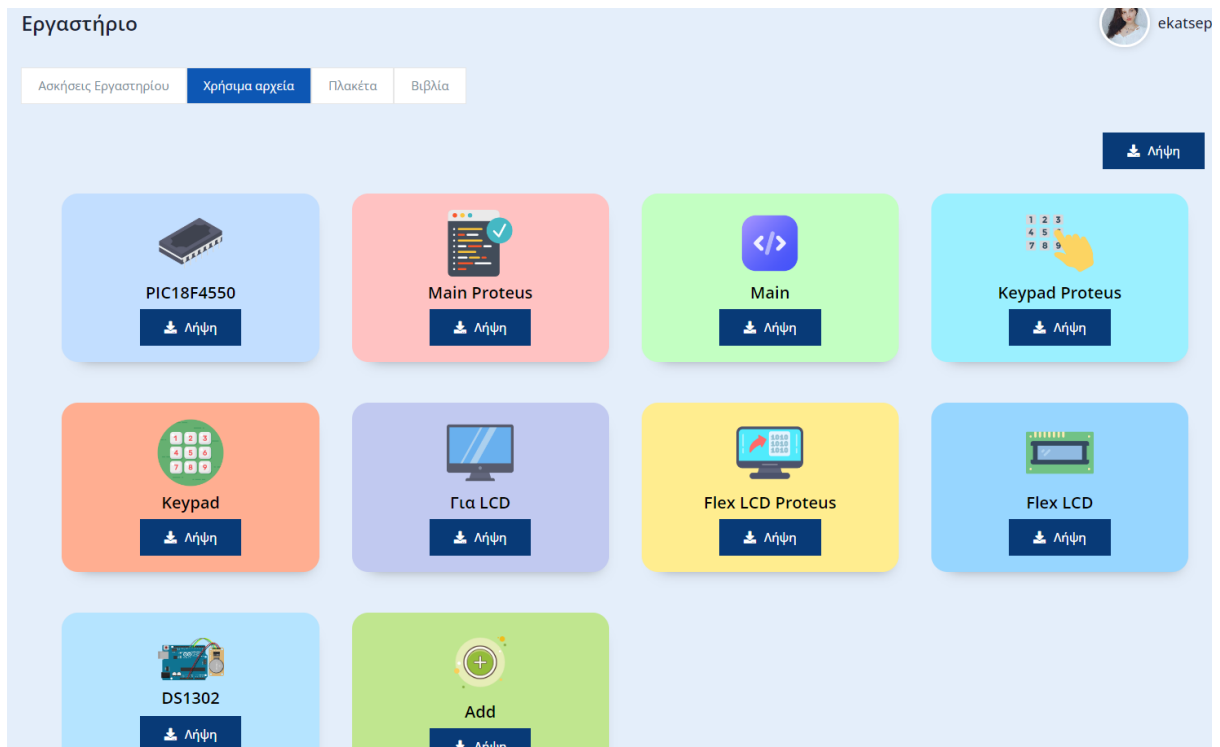 Εργαστήριο
ekatsep
Ασκήσεις Εργαστηρίου Χρήσιμα αρχεία Πλακέτα Βιβλία
Λήψη
PIC18F4550 Main Proteus Main Keypad Proteus
Λήψη Λήψη Λήψη Λήψη
Keypad Για LCD Flex LCD Proteus Flex LCD
Λήψη Λήψη Λήψη Λήψη
DS1302 Add
Λήψη Λήψη